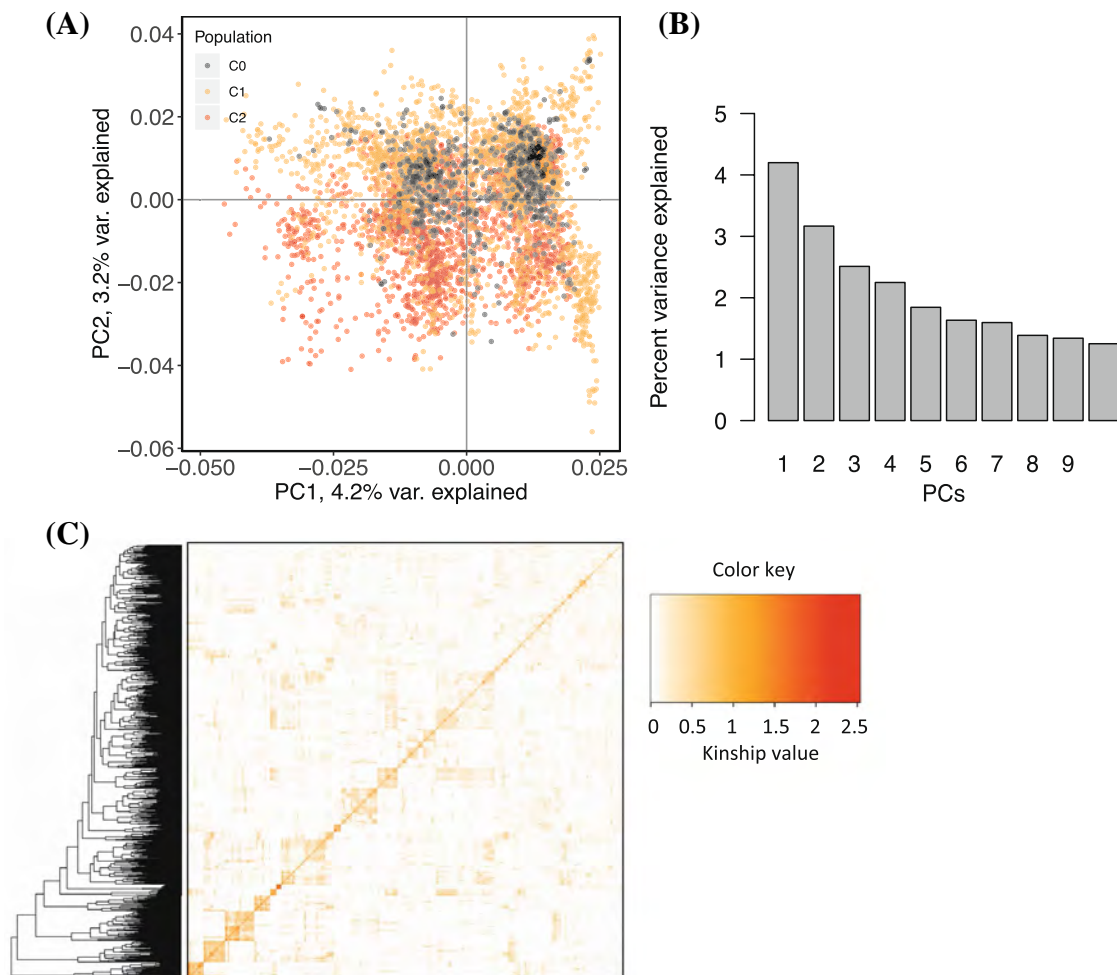 (A)
Population
C0
C1
C2
0.04
0.02
0.00
−0.02
−0.04
−0.06
PC2, 3.2% var. explained
−0.050
−0.025
0.000
0.025
PC1, 4.2% var. explained
(B)
5
4
3
2
1
0
Percent variance explained
1 2 3 4 5 6 7 8 9
PCs
(C)
Color key
0 0.5 1 1.5 2 2.5
Kinship value